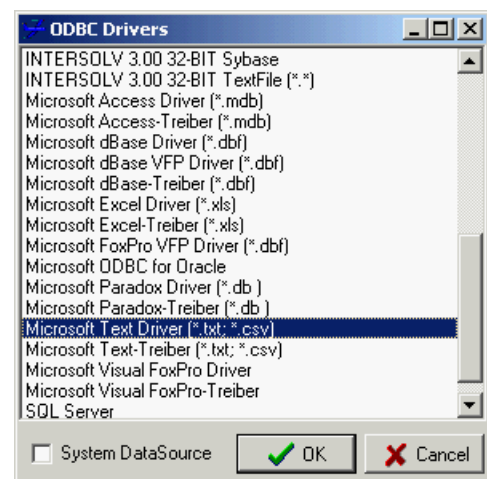 ODBC Drivers
INTERSOLV 3.00 32-BIT Sybase
INTERSOLV 3.00 32-BIT TextFile (*.*)
Microsoft Access Driver (*.mdb)
Microsoft Access-Treiber (*.mdb)
Microsoft dBase Driver (*.dbf)
Microsoft dBase VFP Driver (*.dbf)
Microsoft dBase-Treiber (*.dbf)
Microsoft Excel Driver (*.xls)
Microsoft Excel-Treiber (*.xls)
Microsoft FoxPro VFP Driver (*.dbf)
Microsoft ODBC for Oracle
Microsoft Paradox Driver (*.db )
Microsoft Paradox-Treiber (*.db )
Microsoft Text Driver (*.txt; *.csv)
Microsoft Text-Treiber (*.txt; *.csv)
Microsoft Visual FoxPro Driver
Microsoft Visual FoxPro-Treiber
SQL Server
System DataSource OK Cancel